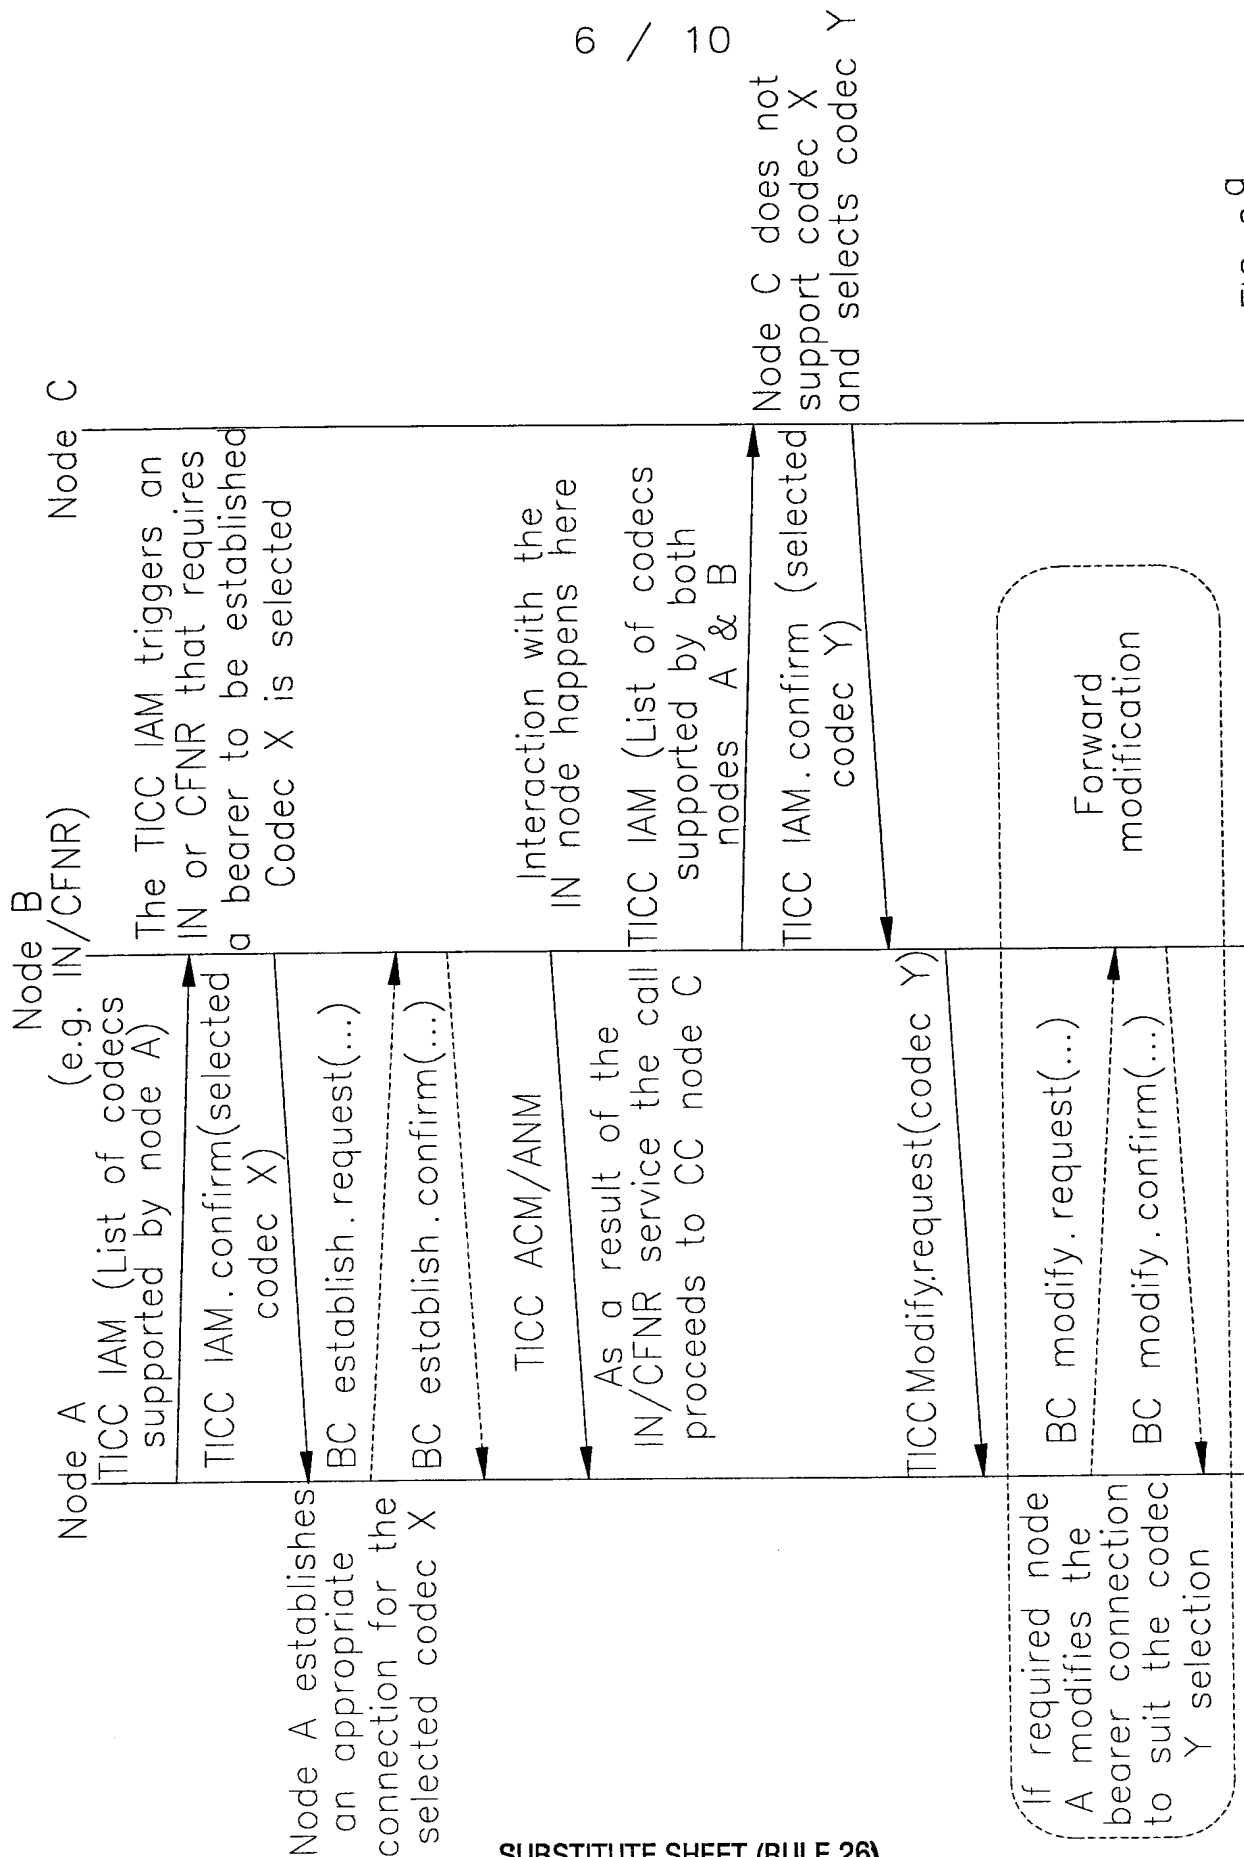 6 / 10
Node A
Node B
(e.g. IN/CFNR)
Node C
TICC IAM (List of codecs
supported by node A)
The TICC IAM triggers an
IN or CFNR that requires
a bearer to be established
Codec X is selected
TICC IAM.confirm(selected
codec X)
Node A establishes
an appropriate
connection for the
selected codec X
BC establish.request(...)
BC establish.confirm(...)
TICC ACM/ANM
Interaction with the
IN node happens here
As a result of the
IN/CFNR service the call
proceeds to CC node C
TICC IAM (List of codecs
supported by both
nodes A & B
Node C does not
support codec X
and selects codec Y
TICC IAM.confirm (selected
codec Y)
TICCModify.request(codec Y)
If required node
A modifies the
bearer connection
to suit the codec
Y selection
BC modify.request(...)
BC modify.confirm(...)
Forward
modification
SUBSTITUTE SHEET (RULE 26)